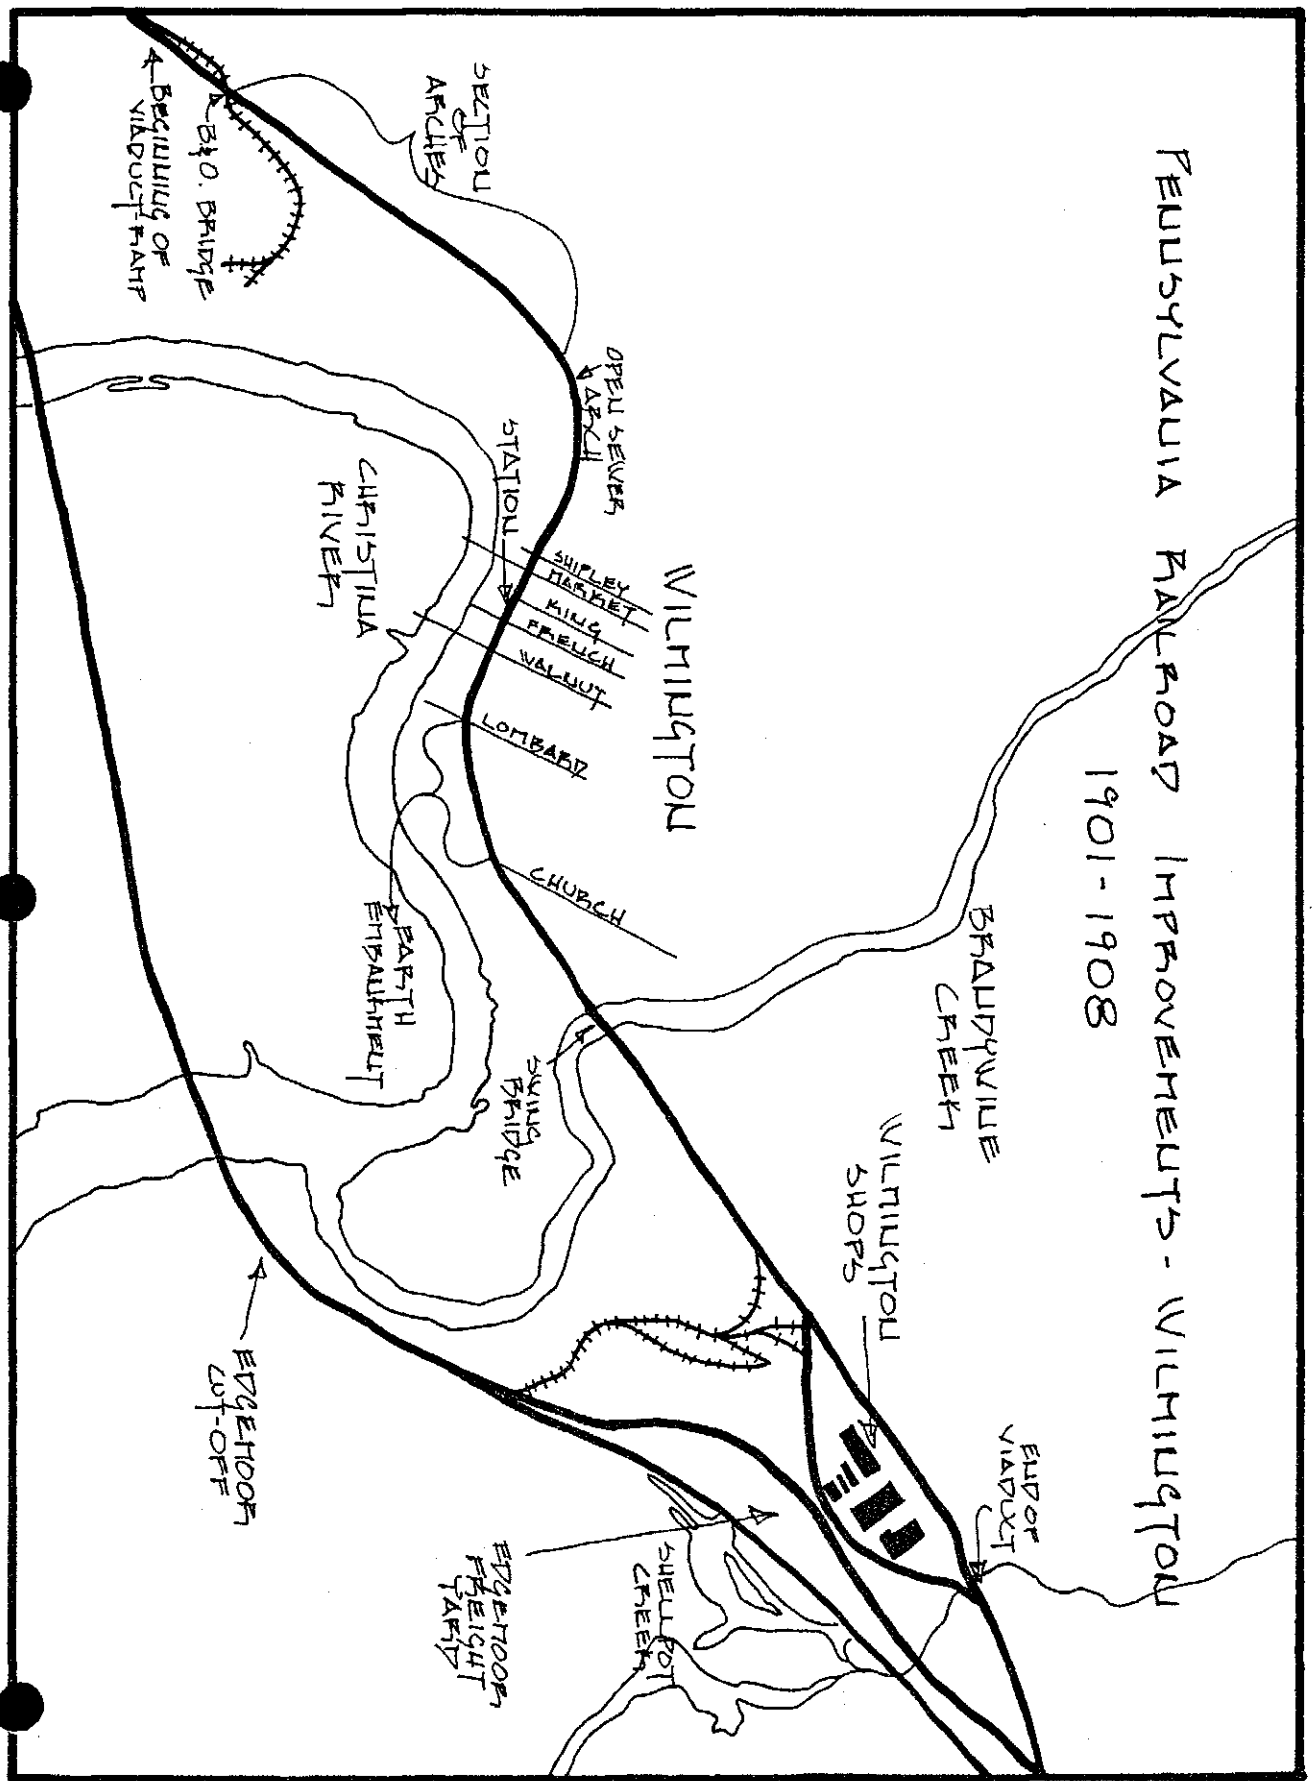 PENNSYLVANIA RAILROAD IMPROVEMENTS - WILMINGTON
1901 - 1908
BRANDYWINE
CREEK
WILMINGTON
SHOPS
END OF
VIADUCT
WILMINGTON
SECTION
OF
ARCHES
OPEN SEWER
ARCH
STATION
SHIPLEY
MARKET
KING
FRENCH
WALNUT
LOMBARD
CHURCH
SWING
BRIDGE
CHRISTINA
RIVER
EARTH
EMBANKMENT
B&O. BRIDGE
BEGINNING OF
VIADUCT RAMP
SHELLPOT
CREEK
EDGEMOOR
FREIGHT
YARD
EDGEMOOR
CUT-OFF